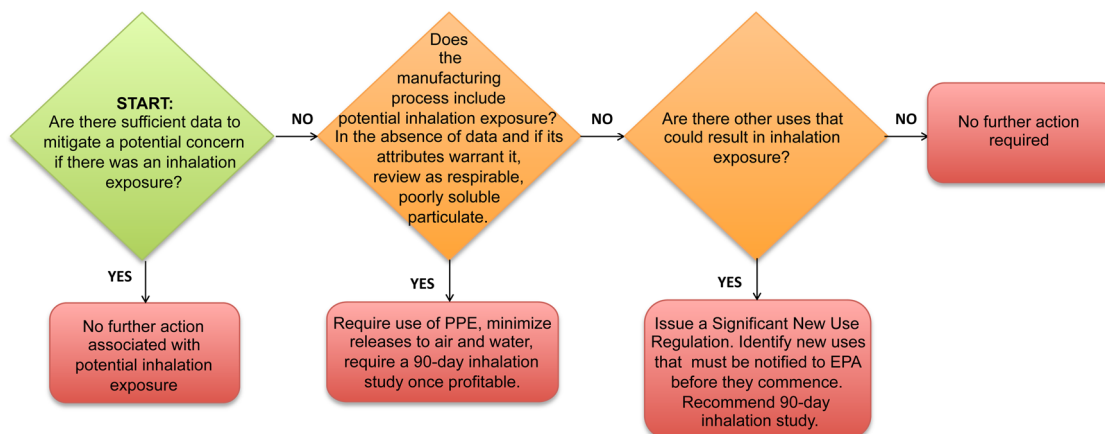 START:
Are there sufficient data to
mitigate a potential concern
if there was an inhalation
exposure?
NO
Does
the
manufacturing
process include
potential inhalation exposure?
In the absence of data and if its
attributes warrant it,
review as respirable,
poorly soluble
particulate.
NO
Are there other uses that
could result in inhalation
exposure?
NO
No further action
required
YES
No further action
associated with
potential inhalation
exposure
YES
Require use of PPE, minimize
releases to air and water,
require a 90-day inhalation
study once profitable.
YES
Issue a Significant New Use
Regulation. Identify new uses
that must be notified to EPA
before they commence.
Recommend 90-day
inhalation study.